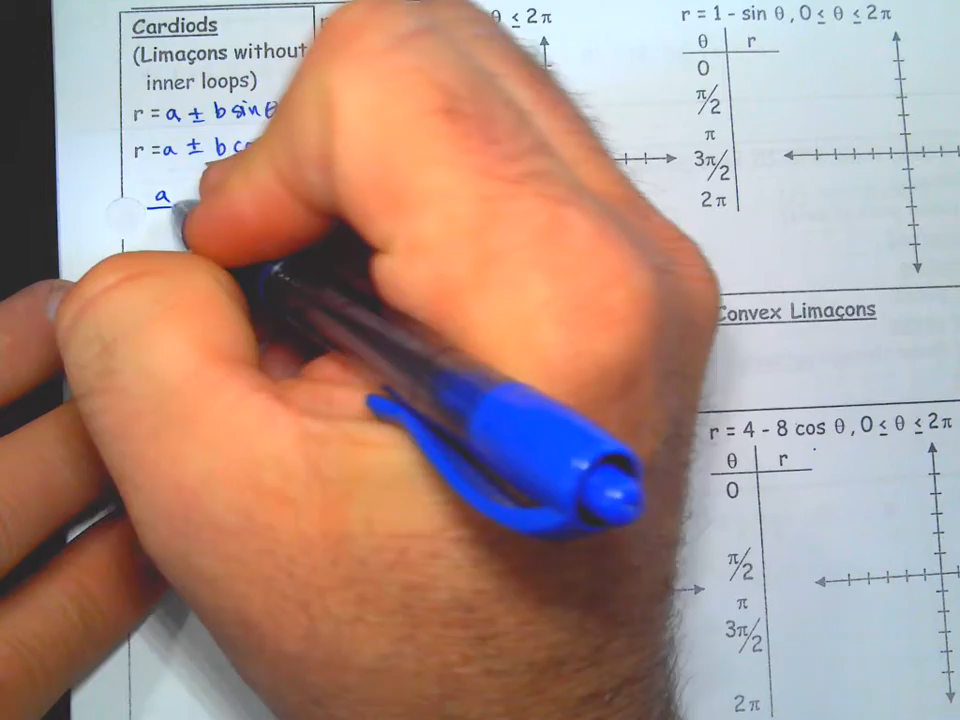 Cardiods
(Limaçons without
inner loops)
r = a ± b sin θ
r = a ± b
a
θ ≤ 2π
r = 1 - sin θ , 0 ≤ θ ≤ 2π
θ r
0
π/2
π
3π/2
2π
Convex Limaçons
r = 4 - 8 cos θ , 0 ≤ θ ≤ 2π
θ r
0
π/2
π
3π/2
2π